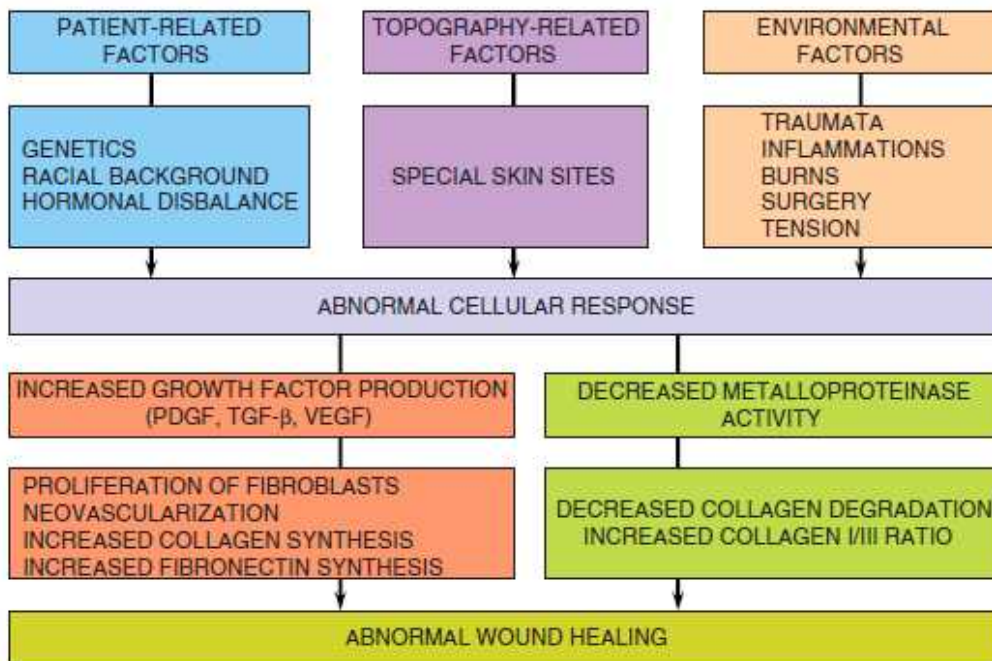 PATIENT-RELATED
FACTORS
TOPOGRAPHY-RELATED
FACTORS
ENVIRONMENTAL
FACTORS
GENETICS
RACIAL BACKGROUND
HORMONAL DISBALANCE
SPECIAL SKIN SITES
TRAUMATA
INFLAMMATIONS
BURNS
SURGERY
TENSION
ABNORMAL CELLULAR RESPONSE
INCREASED GROWTH FACTOR PRODUCTION
(PDGF, TGF-β, VEGF)
DECREASED METALLOPROTEINASE
ACTIVITY
PROLIFERATION OF FIBROBLASTS
NEOVASCULARIZATION
INCREASED COLLAGEN SYNTHESIS
INCREASED FIBRONECTIN SYNTHESIS
DECREASED COLLAGEN DEGRADATION
INCREASED COLLAGEN I/III RATIO
ABNORMAL WOUND HEALING